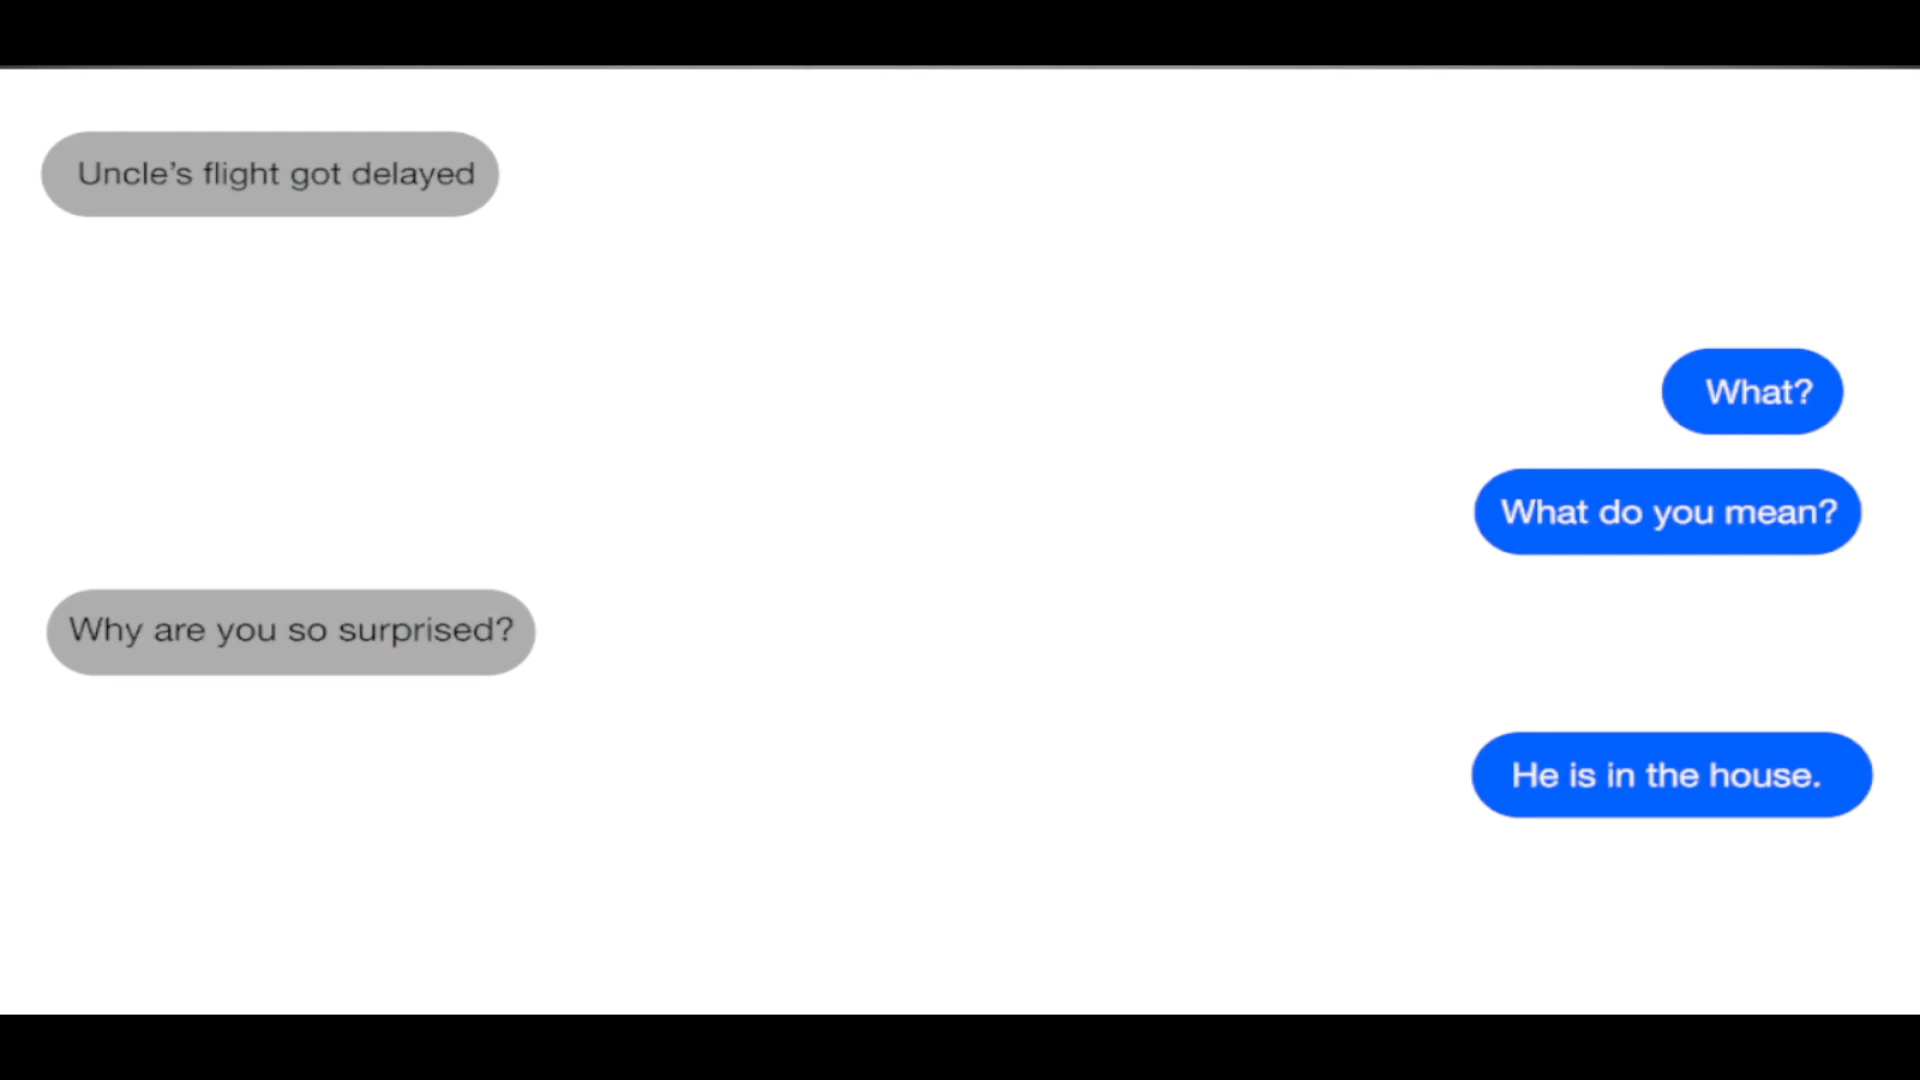 Uncle’s flight got delayed
What?
What do you mean?
Why are you so surprised?
He is in the house.